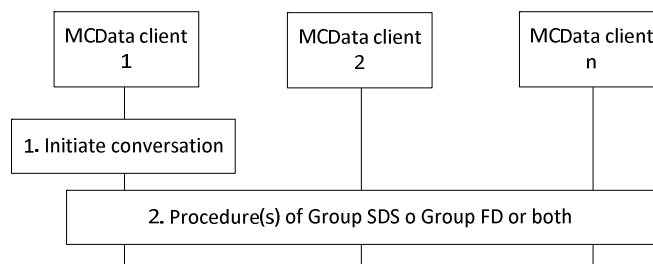 MCData client
1
MCData client
2
MCData client
n
1. Initiate conversation
2. Procedure(s) of Group SDS o Group FD or both